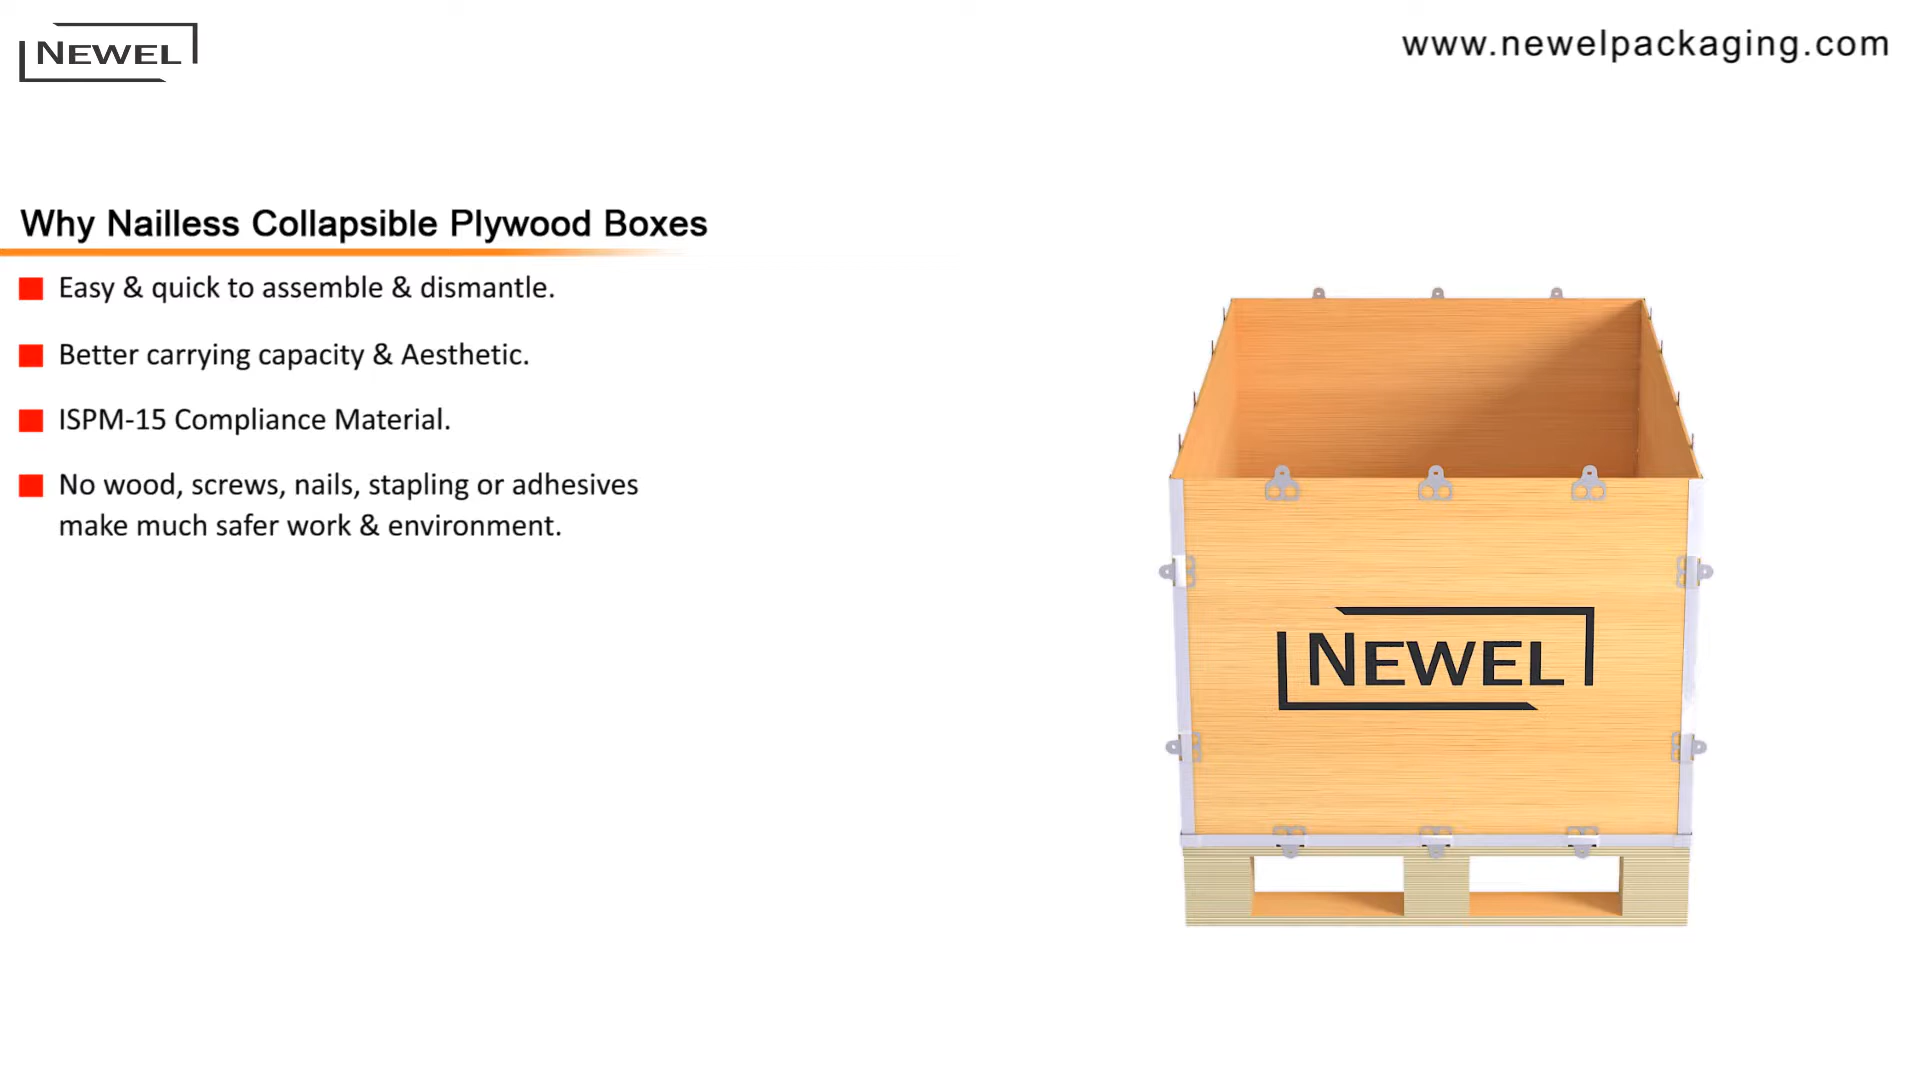 NEWEL
www.newelpackaging.com
Why Nailless Collapsible Plywood Boxes
Easy & quick to assemble & dismantle.
Better carrying capacity & Aesthetic.
ISPM-15 Compliance Material.
No wood, screws, nails, stapling or adhesives
make much safer work & environment.
NEWEL